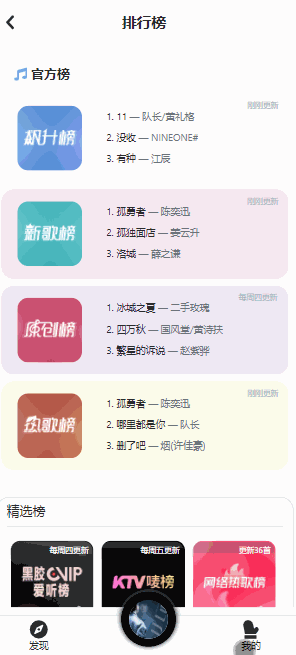 排行榜
官方榜
刚刚更新
飙升榜
1. 11 — 队长/黄礼格
2. 没收 — NINEONE#
3. 有种 — 江辰
刚刚更新
新歌榜
1. 孤勇者 — 陈奕迅
2. 孤独面店 — 姜云升
3. 洛城 — 薛之谦
每周四更新
原创榜
1. 冰城之夏 — 二手玫瑰
2. 四万秋 — 国风堂/黄诗扶
3. 繁星的诉说 — 赵紫骅
刚刚更新
热歌榜
1. 孤勇者 — 陈奕迅
2. 哪里都是你 — 队长
3. 删了吧 — 烟(许佳豪)
精选榜
每周四更新
黑胶VIP
爱听榜
每周五更新
KTV唛榜
更新36首
网络热歌榜
发现
我的